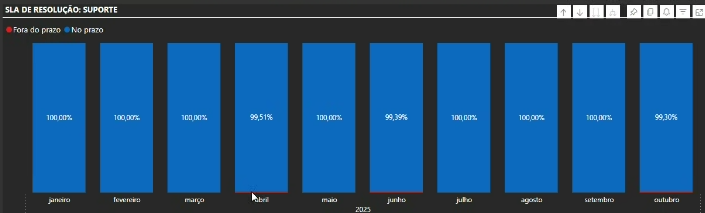 SLA DE RESOLUÇÃO: SUPORTE
Fora do prazo No prazo
100,00% 100,00% 100,00% 99,51% 100,00% 99,39% 100,00% 100,00% 100,00% 99,30%
janeiro fevereiro março abril maio junho julho agosto setembro outubro
2025